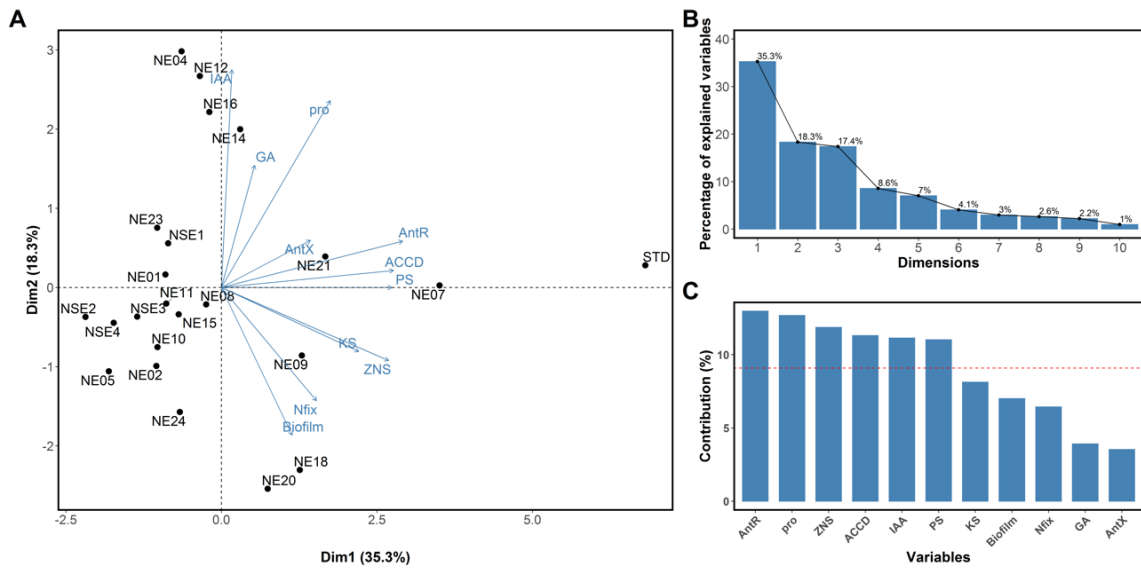 A
3
2
1
0
-1
-2
-2.5
0.0
2.5
5.0
Dim2 (18.3%)
Dim1 (35.3%)
NE04
NE12
IAA
NE16
pro
NE14
GA
NE23
NSE1
AntR
AntX
NE21
ACCD
STD
NE01
PS
NE07
NE11
NE08
NSE2
NSE3
NSE4
NE15
NE10
KS
NE09
ZNS
NE05
NE02
Nfix
NE24
Biofilm
NE18
NE20
B
Percentage of explained variables
40
30
20
10
0
35.3%
18.3%
17.4%
8.6%
7%
4.1%
3%
2.6%
2.2%
1%
1
2
3
4
5
6
7
8
9
10
Dimensions
C
Contribution (%)
10
5
0
AntR
pro
ZNS
ACCD
IAA
PS
KS
Biofilm
Nfix
GA
AntX
Variables